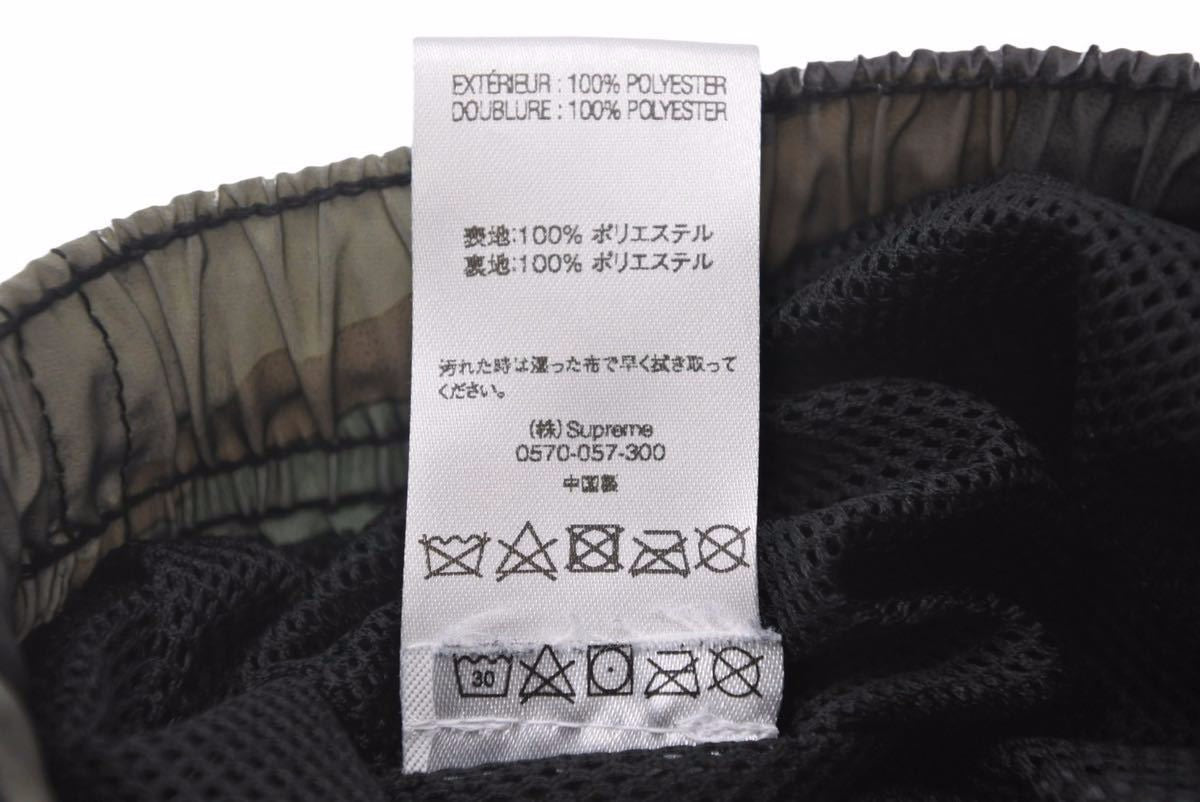 EXTÉRIEUR : 100% POLYESTER
DOUBLURE : 100% POLYESTER
表地:100% ポリエステル
裏地:100% ポリエステル
汚れた時は湿った布で早く拭き取って
ください。
(株)Supreme
0570-057-300
中国製
30